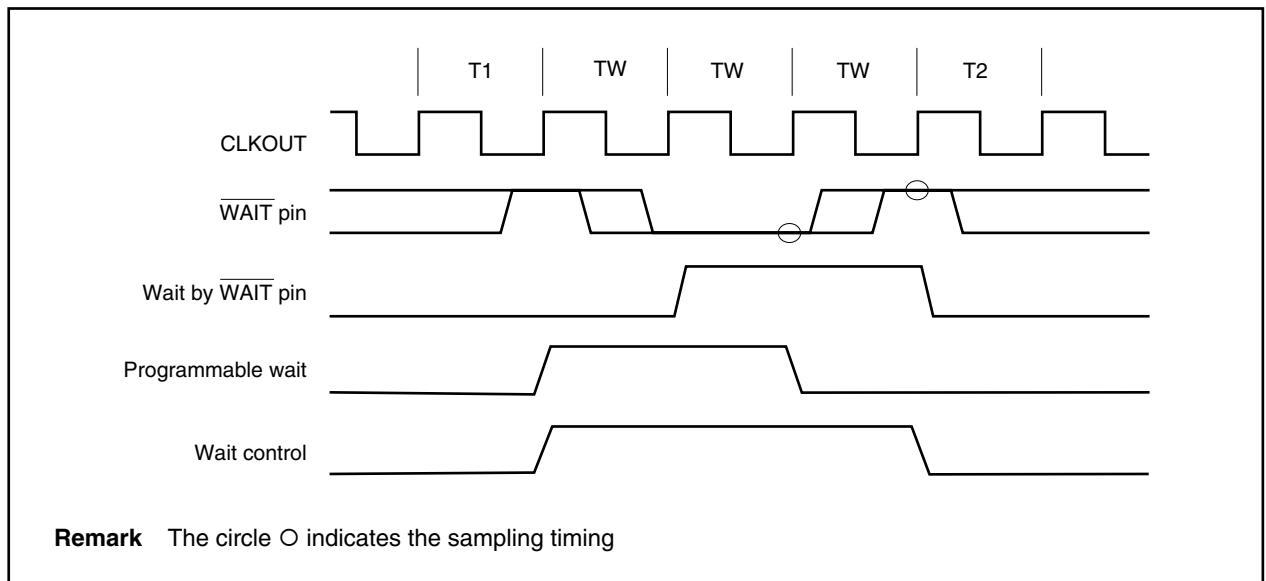 T1 TW TW TW T2
CLKOUT
WAIT pin
Wait by WAIT pin
Programmable wait
Wait control
Remark The circle ○ indicates the sampling timing